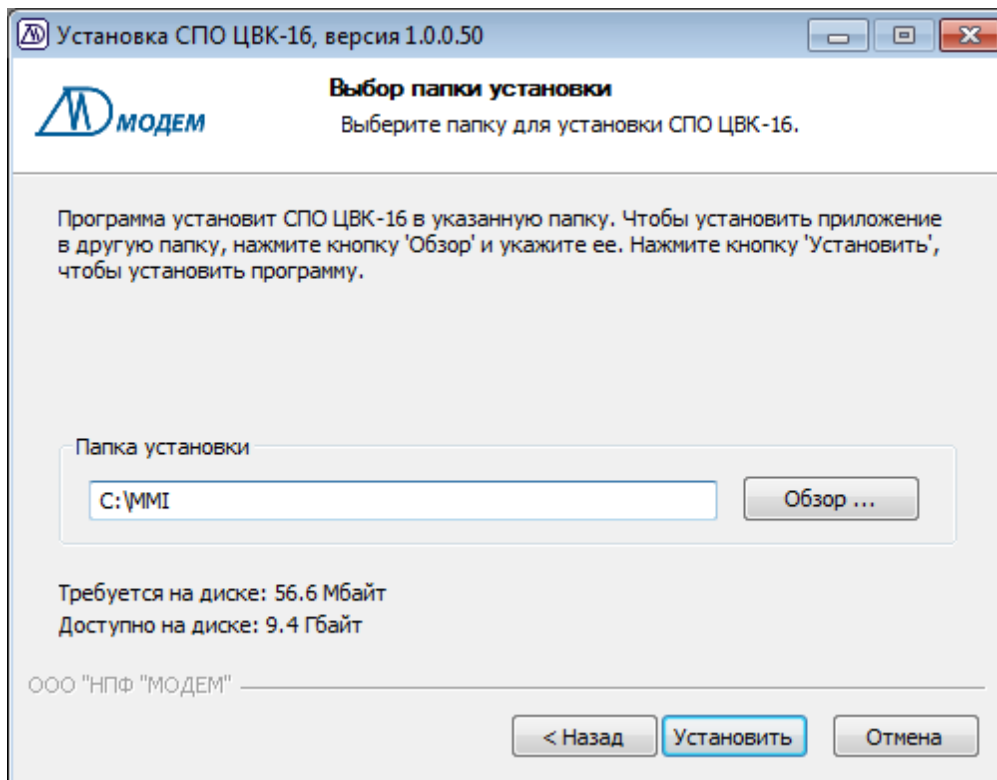 Установка СПО ЦВК-16, версия 1.0.0.50
МОДЕМ
Выбор папки установки
Выберите папку для установки СПО ЦВК-16.
Программа установит СПО ЦВК-16 в указанную папку. Чтобы установить приложение
в другую папку, нажмите кнопку 'Обзор' и укажите ее. Нажмите кнопку 'Установить',
чтобы установить программу.
Папка установки
C:\MMI
Обзор ...
Требуется на диске: 56.6 Мбайт
Доступно на диске: 9.4 Гбайт
ООО "НПФ "МОДЕМ"
< Назад
Установить
Отмена